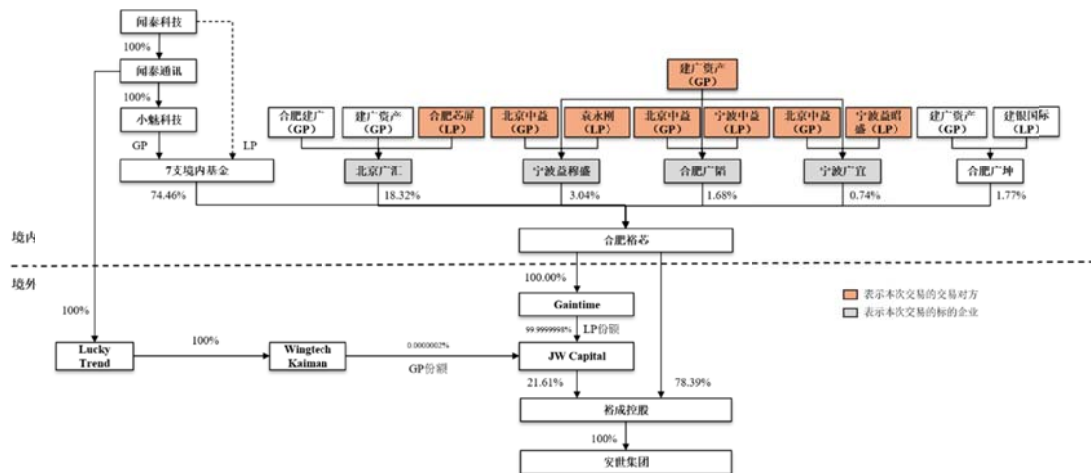 闻泰科技
100%
闻泰通讯
100%
小魅科技
GP
LP
7支境内基金
74.46%
建广资产
（GP）
合肥建广
（GP）
建广资产
（GP）
合肥芯屏
（LP）
北京中益
（GP）
袁永刚
（LP）
北京中益
（GP）
宁波中益
（LP）
北京中益
（GP）
宁波益昭
盛（LP）
建广资产
（GP）
建银国际
（LP）
北京广汇
宁波益穆盛
合肥广韬
宁波广宜
合肥广坤
18.32%
3.04%
1.68%
0.74%
1.77%
境内
合肥裕芯
境外
100.00%
Gaintime
表示本次交易的交易对方
表示本次交易的标的企业
99.9999998%
LP份额
100%
Lucky
Trend
100%
Wingtech
Kaiman
0.0000002%
GP份额
JW Capital
21.61%
78.39%
裕成控股
100%
安世集团